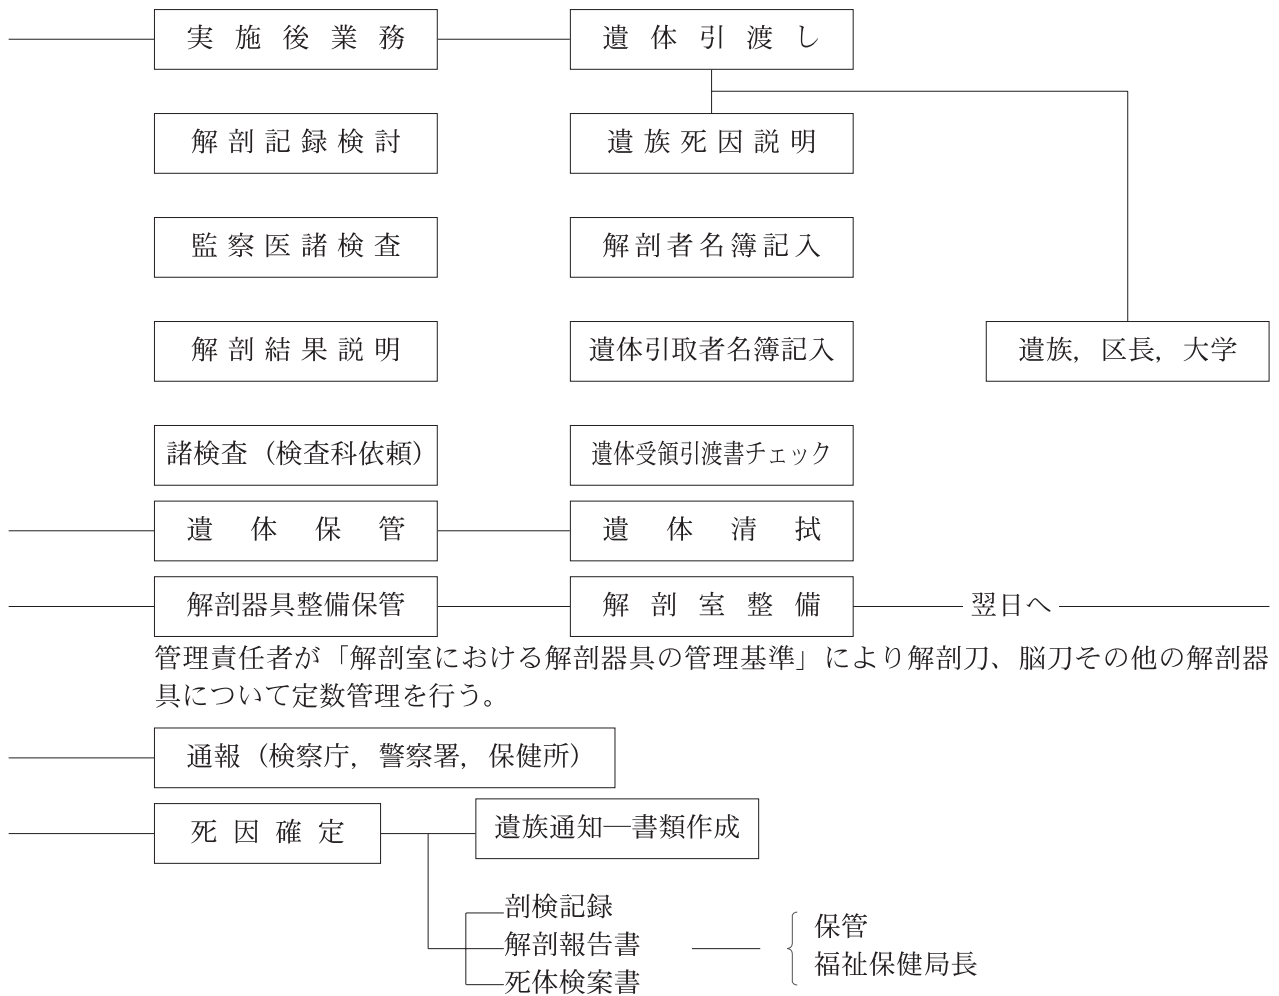 実施後業務
遺体引渡し
解剖記録検討
遺族死因説明
監察医諸検査
解剖者名簿記入
解剖結果説明
遺体引取者名簿記入
遺族，区長，大学
諸検査（検査科依頼）
遺体受領引渡書チェック
遺体保管
遺体清拭
解剖器具整備保管
解剖室整備
翌日へ
管理責任者が「解剖室における解剖器具の管理基準」により解剖刀、脳刀その他の解剖器
具について定数管理を行う。
通報（検察庁，警察署，保健所）
死因確定
遺族通知―書類作成
剖検記録
解剖報告書
死体検案書
保管
福祉保健局長